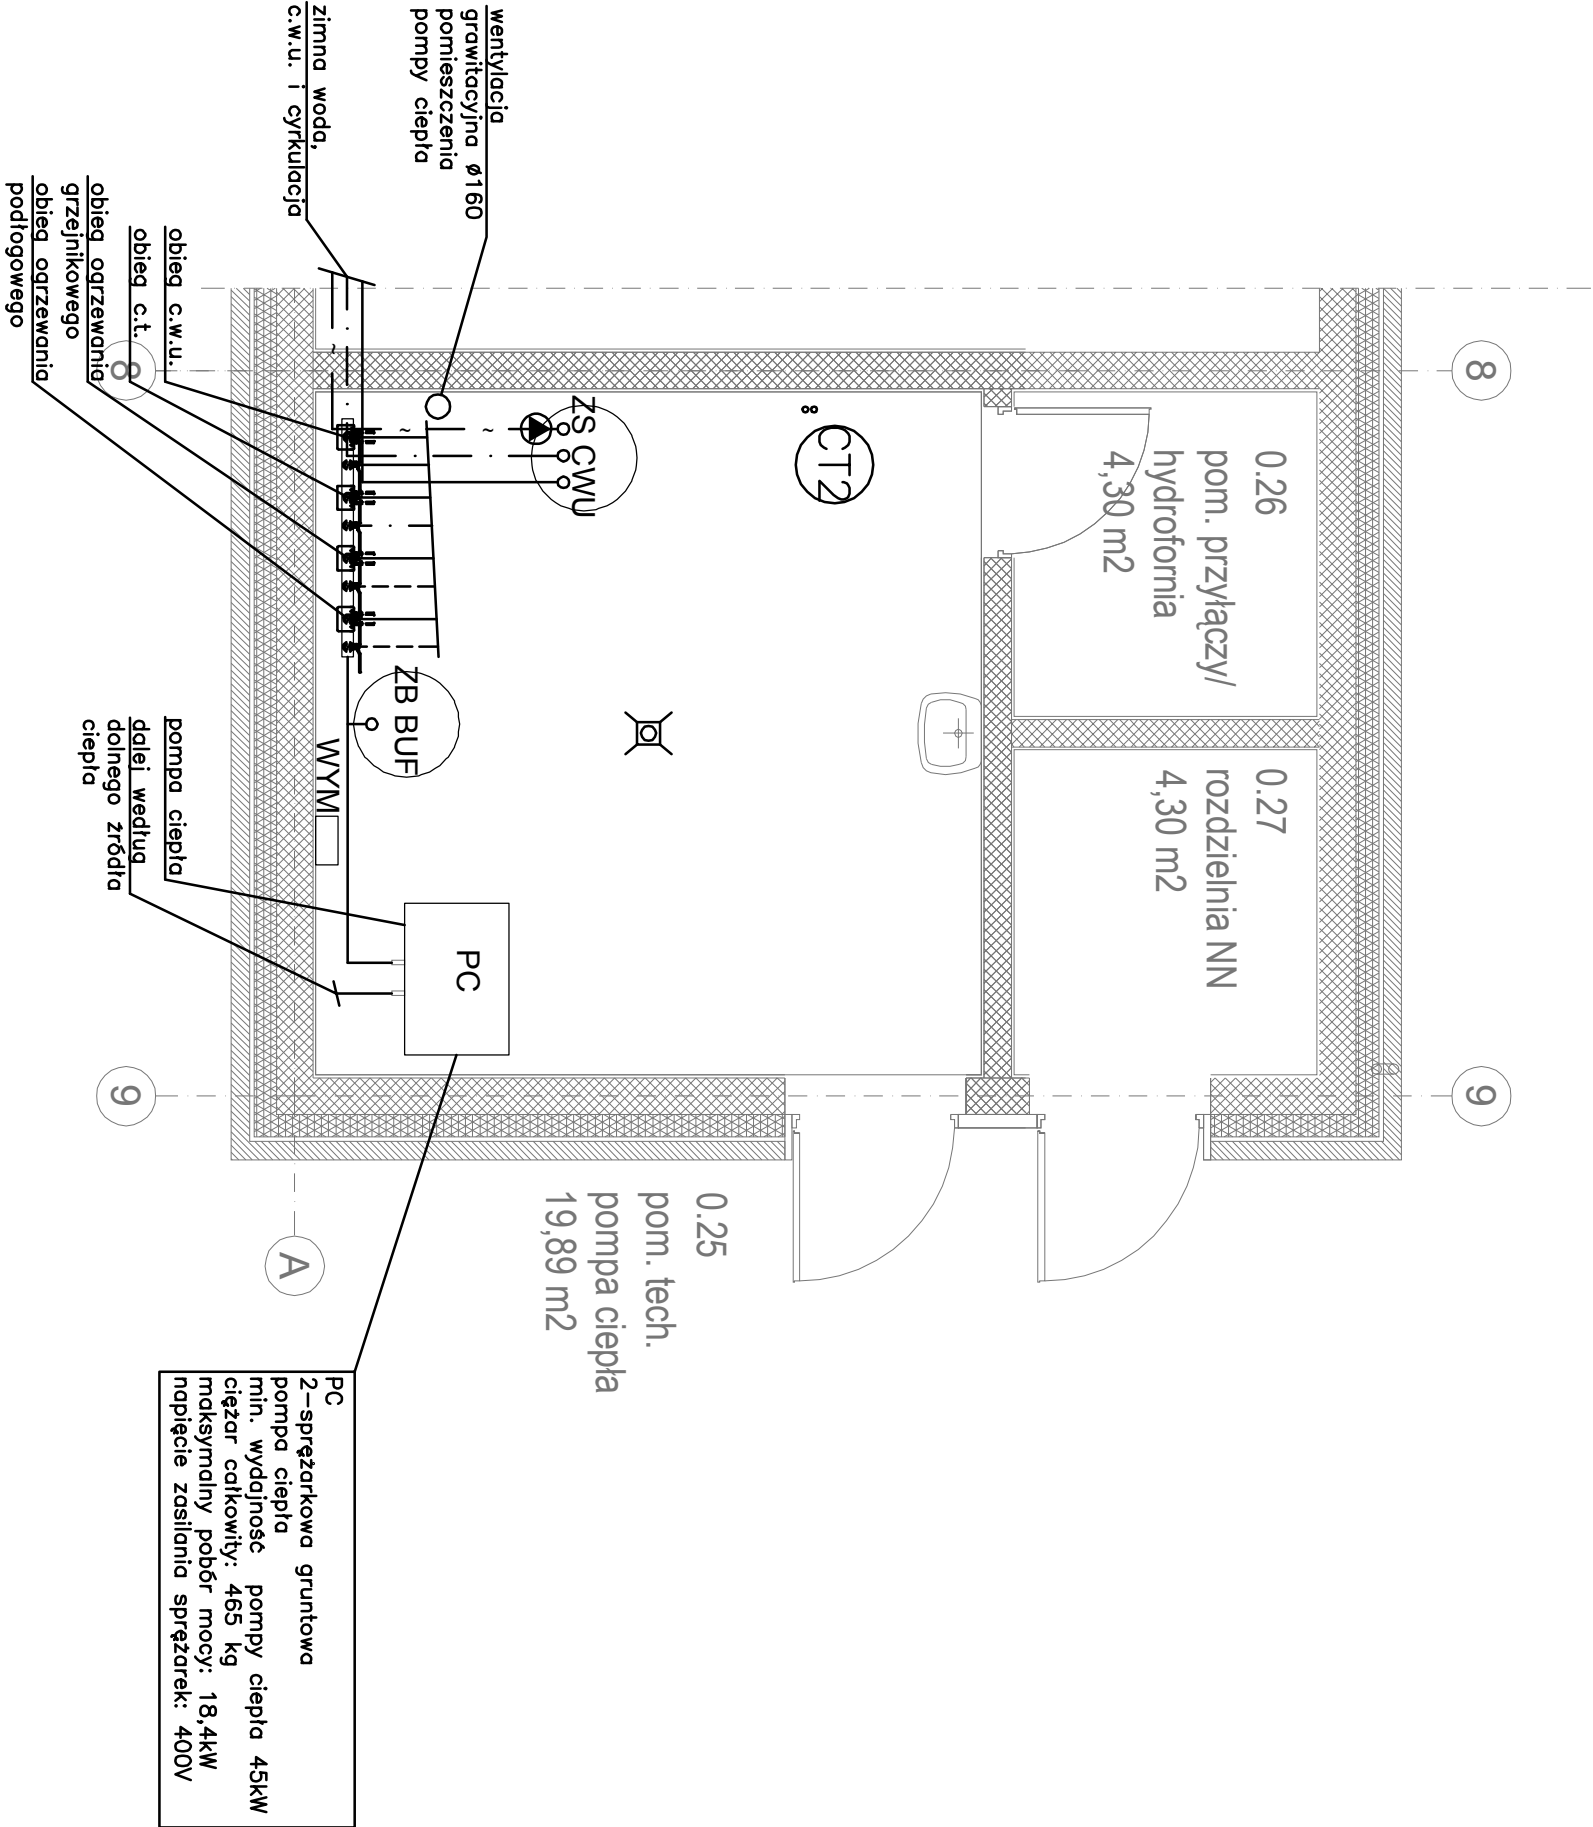 wentylacja
grawitacyjna ø160
pomieszczenia
pompy ciepła
zimna woda,
c.w.u. i cyrkulacja
obieg c.w.u.
obieg c.t.
obieg ogrzewania
grzejnikowego
obieg ogrzewania
podłogowego
8
8
0.26
pom. przyłączy/
hydrofornia
4,30 m2
8
CT2
ZS CWU
~
~
~
0.27
rozdzielnia NN
4,30 m2
ZB BUF
WYM
pompa ciepła
dalej według
dolnego źródła
ciepła
PC
9
9
A
0.25
pom. tech.
pompa ciepła
19,89 m2
PC
2-sprężarkowa gruntowa
pompa ciepła
min. wydajność pompy ciepła 45kW
ciężar całkowity: 465 kg
maksymalny pobór mocy: 18,4kW
napięcie zasilania sprężarek: 400V